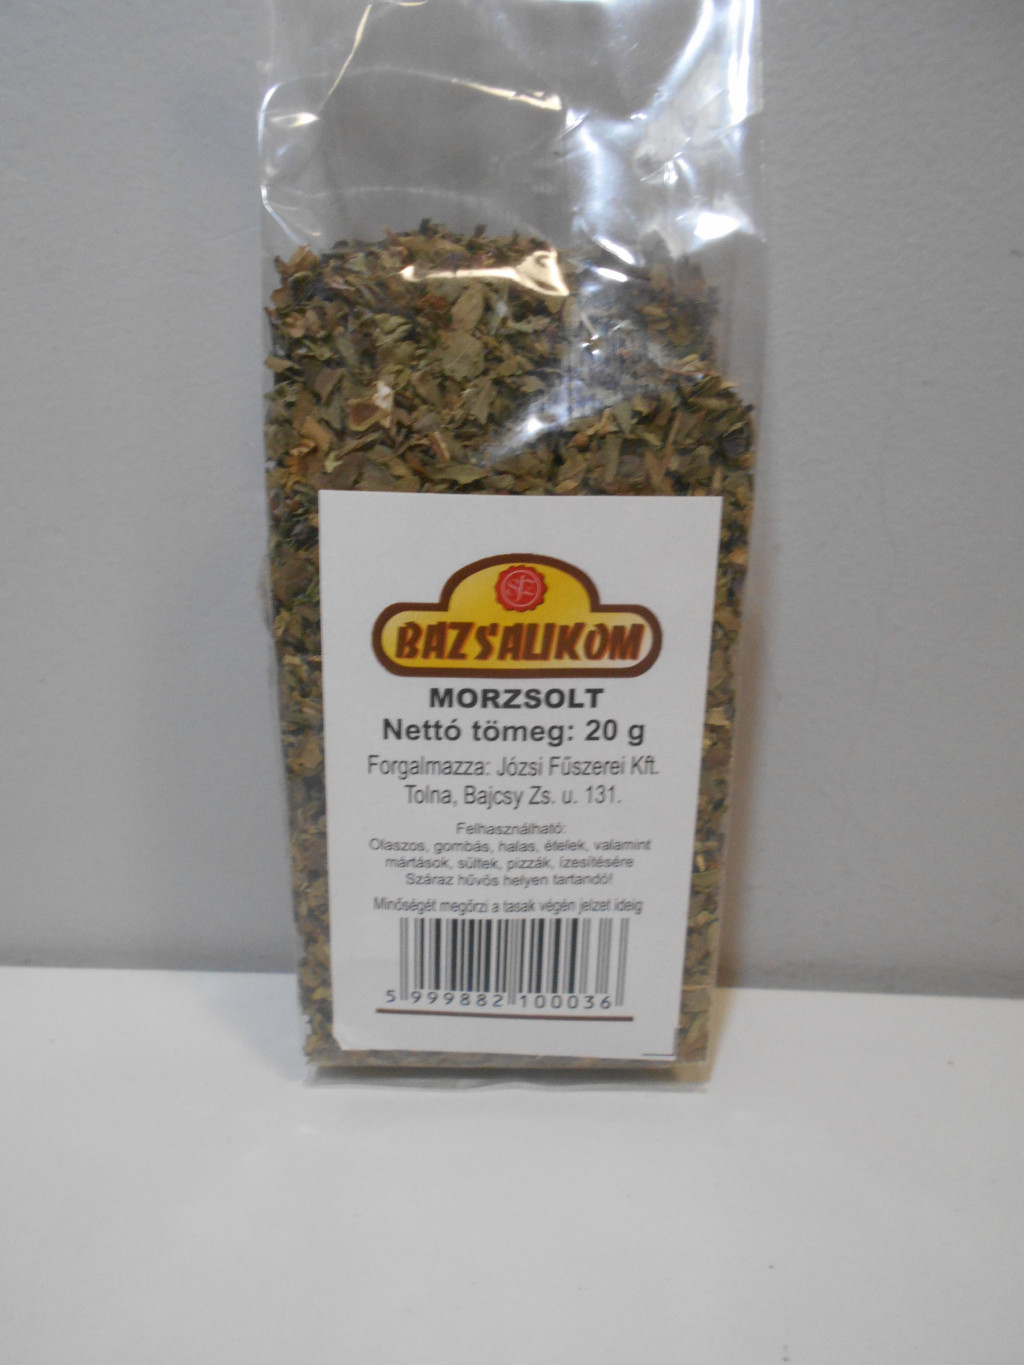 BAZSALIKOM
MORZSOLT
Nettó tömeg: 20 g
Forgalmazza: Józsi Fűszerei Kft.
Tolna, Bajcsy Zs. u. 131.
Felhasználható:
Olaszos, gombás, halas, ételek, valamint
mártások, sültek, pizzák, ízesítésére
Száraz hűvös helyen tartandó!
Minőségét megőrzi a tasak végén jelzet ideig
5 999882 100036